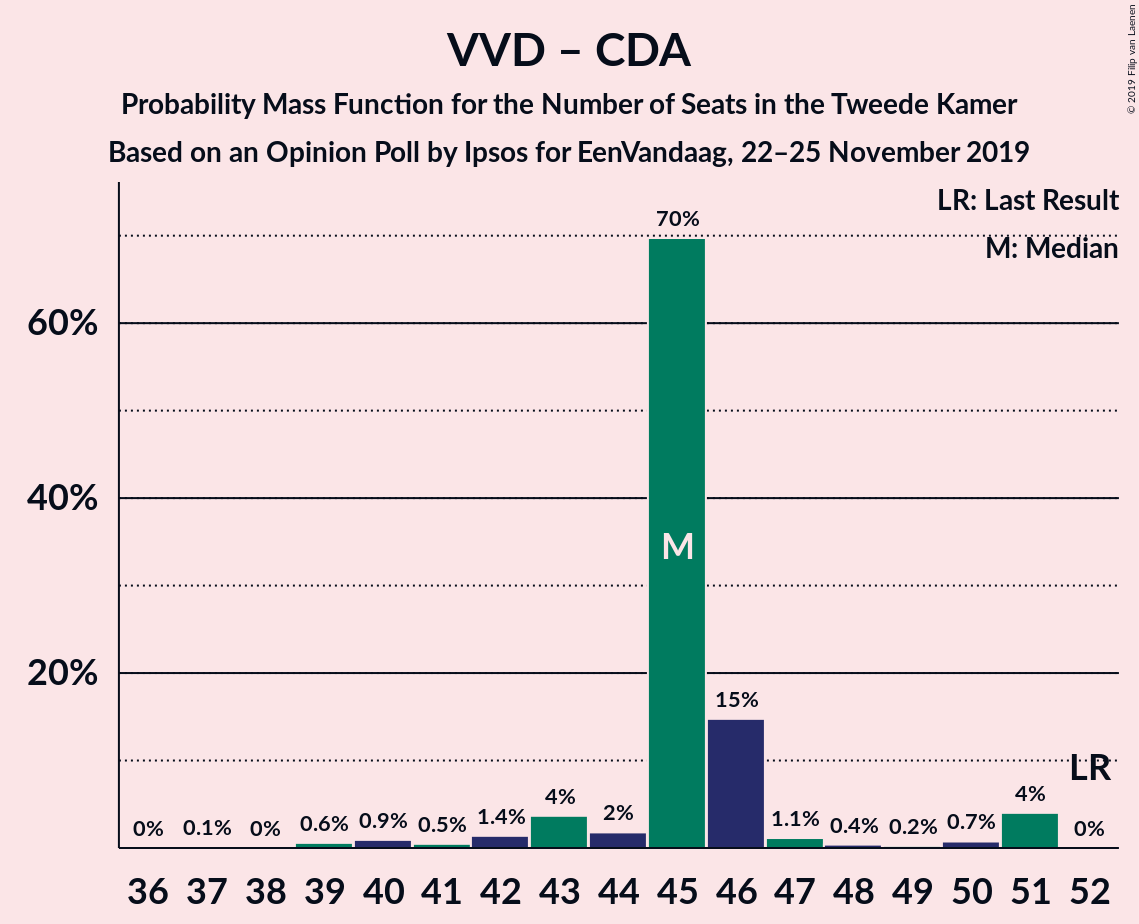 VVD – CDA
Probability Mass Function for the Number of Seats in the Tweede Kamer
Based on an Opinion Poll by Ipsos for EenVandaag, 22–25 November 2019
© 2019 Filip van Laenen
LR: Last Result
M: Median
60%
40%
20%
0%
0.1%
0%
0.6%
0.9%
0.5%
1.4%
4%
2%
70%
M
15%
1.1%
0.4%
0.2%
0.7%
4%
0%
LR
36 37 38 39 40 41 42 43 44 45 46 47 48 49 50 51 52